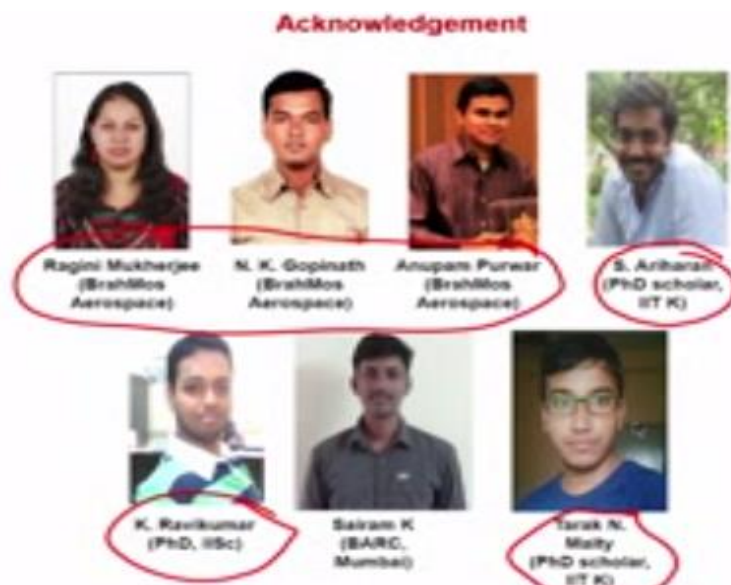 Acknowledgement
Ragini Mukherjee
(BrahMos
Aerospace)
N. K. Gopinath
(BrahMos
Aerospace)
Anupam Purwar
(BrahMos
Aerospace)
S. Ariharan
(PhD scholar,
IIT K)
K. Ravikumar
(PhD, IISc)
Sairam K
(BARC,
Mumbai)
Tarak N.
Maity
(PhD scholar,
IIT K)